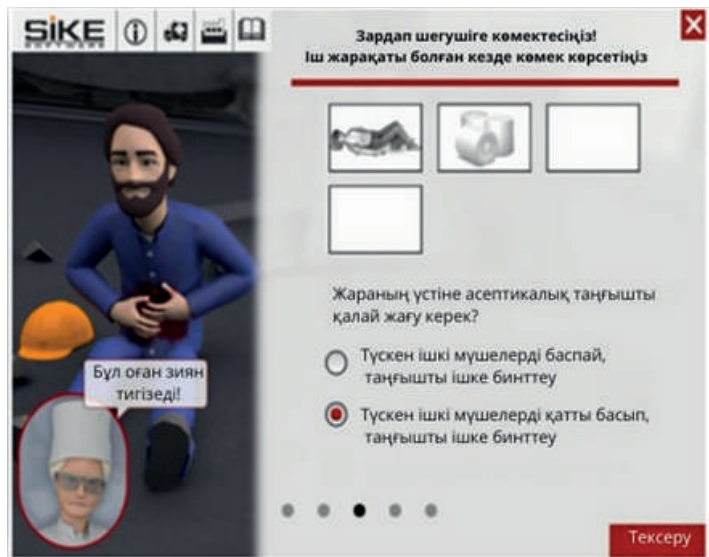 SIKE
SOFTWARE
Зардап шегушіге көмектесіңіз!
Іш жарақаты болған кезде көмек көрсетіңіз
Жараның үстіне асептикалық таңғышты
қалай жағу керек?
Түскен ішкі мүшелерді баспай,
таңғышты ішке бинттеу
Түскен ішкі мүшелерді қатты басып,
таңғышты ішке бинттеу
Бұл оған зиян
тигізеді!
Тексеру